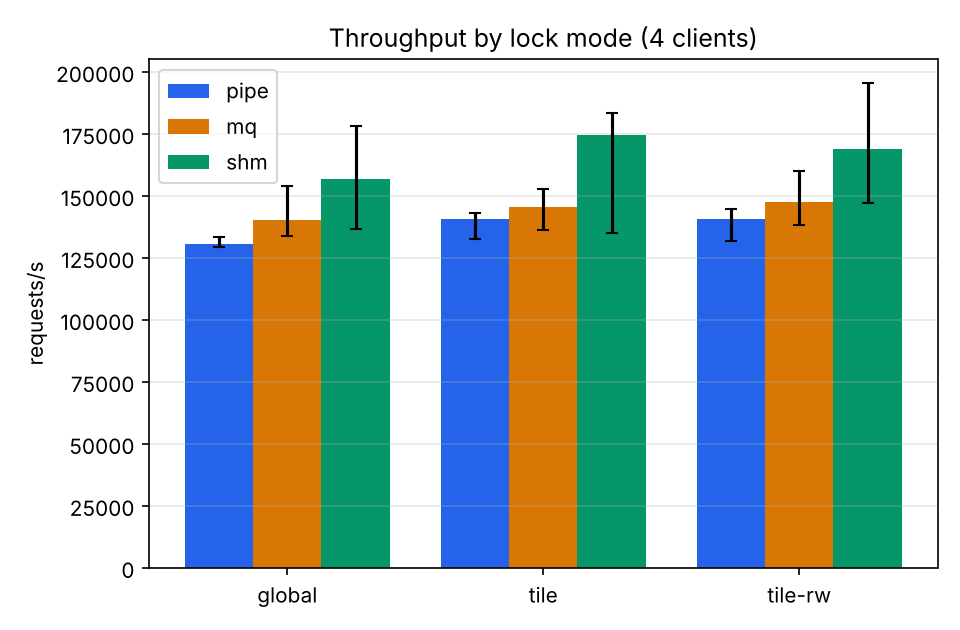 Throughput by lock mode (4 clients)
200000
175000
150000
125000
100000
75000
50000
25000
0
requests/s
pipe
mq
shm
global
tile
tile-rw